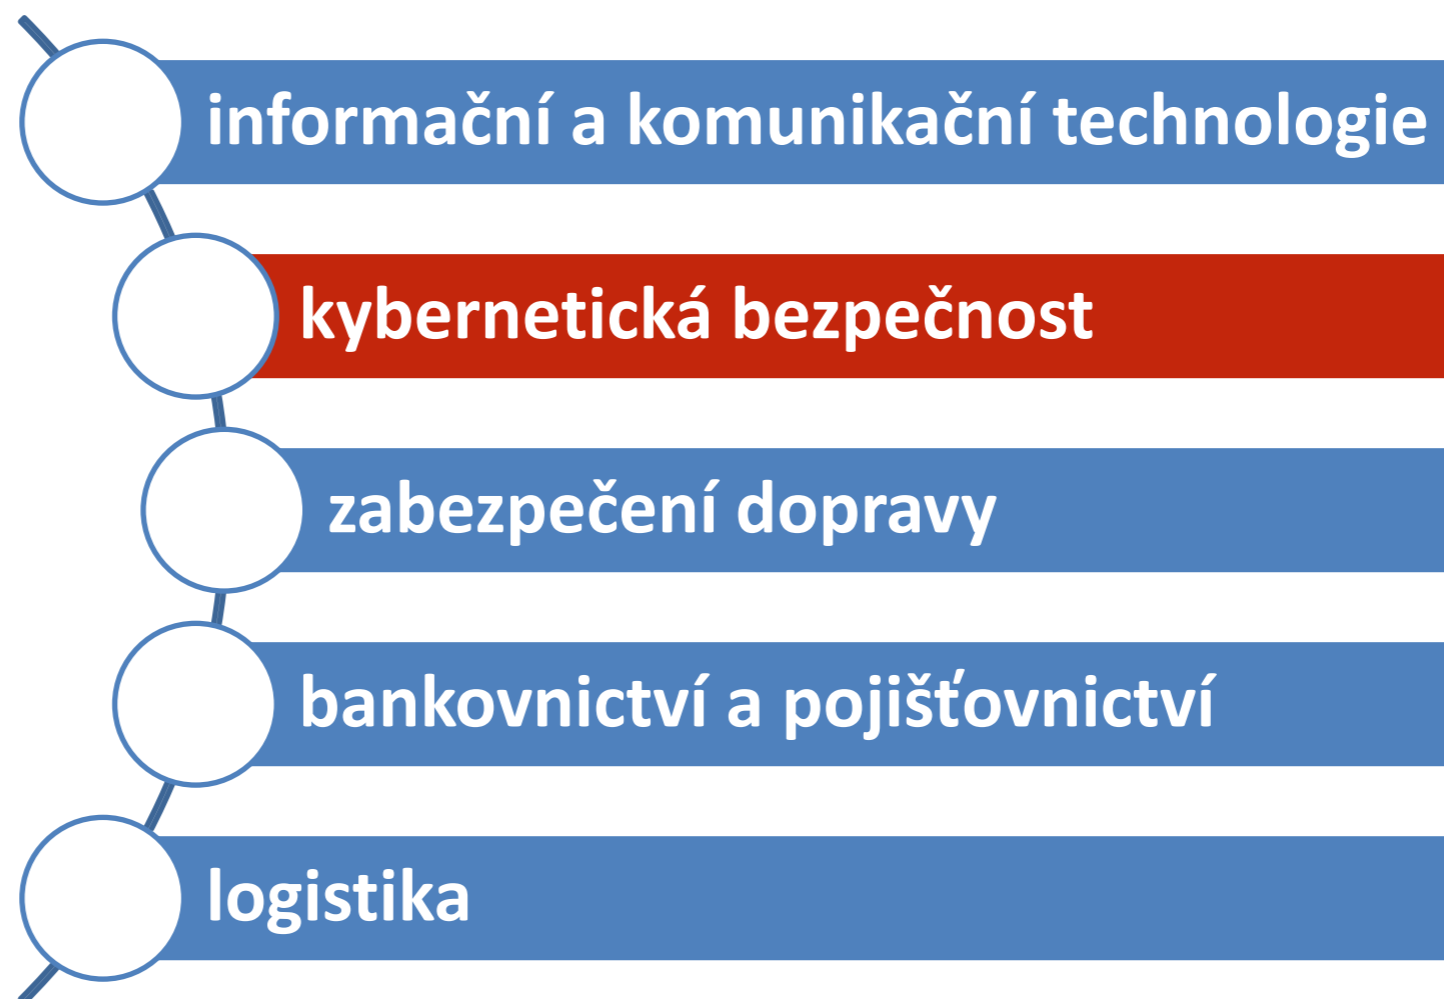 informační a komunikační technologie
kybernetická bezpečnost
zabezpečení dopravy
bankovnictví a pojišťovnictví
logistika